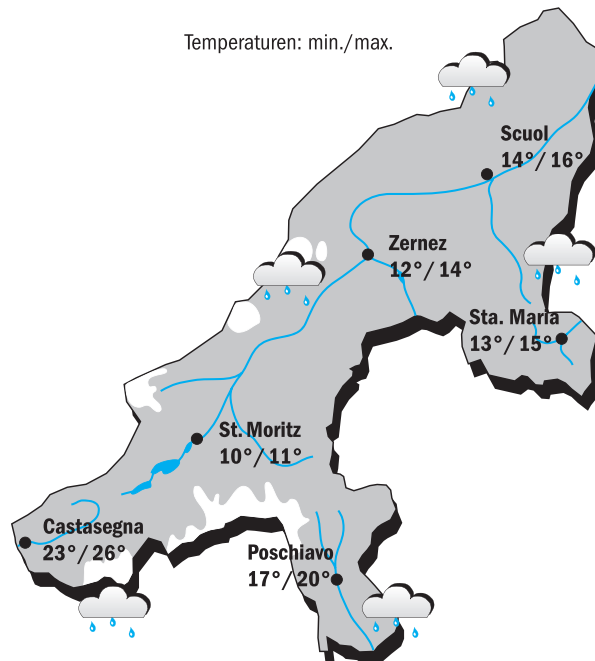 Temperaturen: min./max.
Scuol
14°/16°
Zernez
12°/14°
Sta. Maria
13°/15°
St. Moritz
10°/11°
Castasegna
23°/26°
Poschiavo
17°/20°